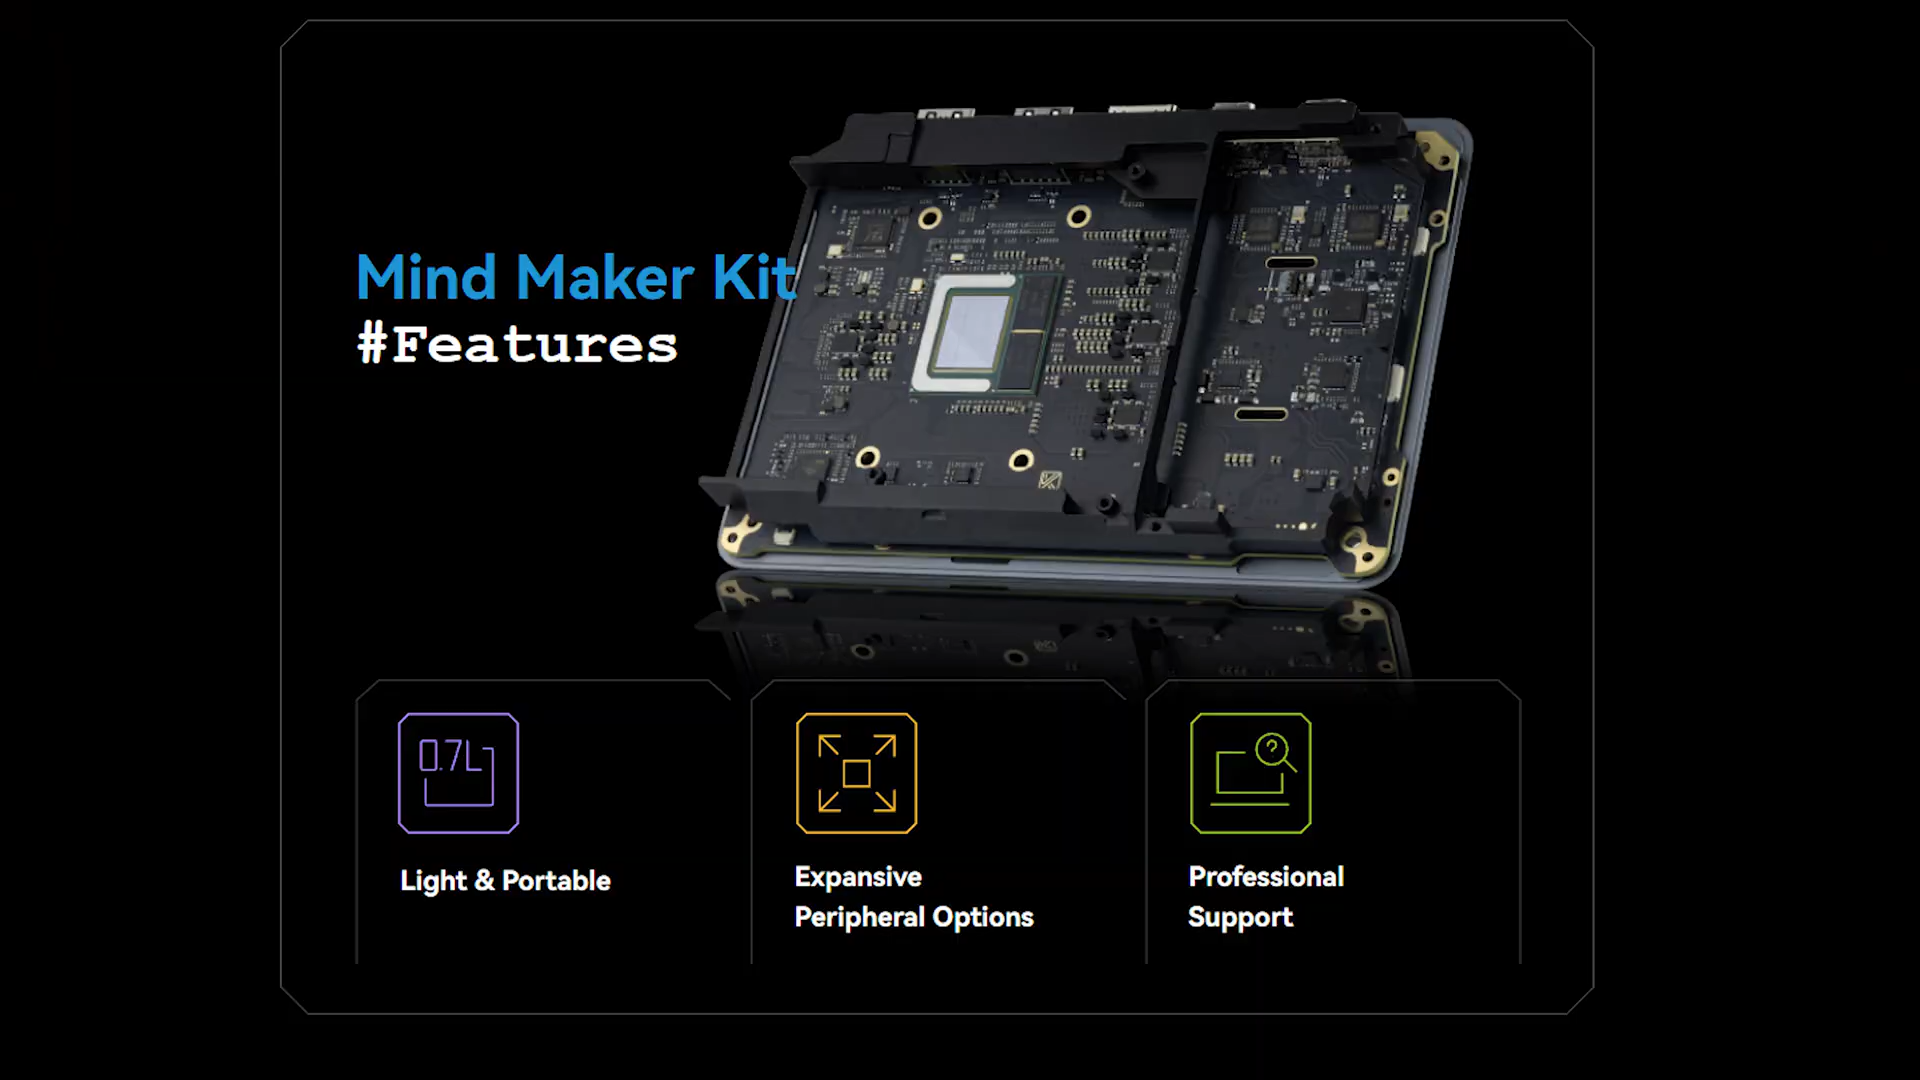 Mind Maker Kit
#Features
0.7L
Light & Portable
?
Expansive
Peripheral Options
Professional
Support